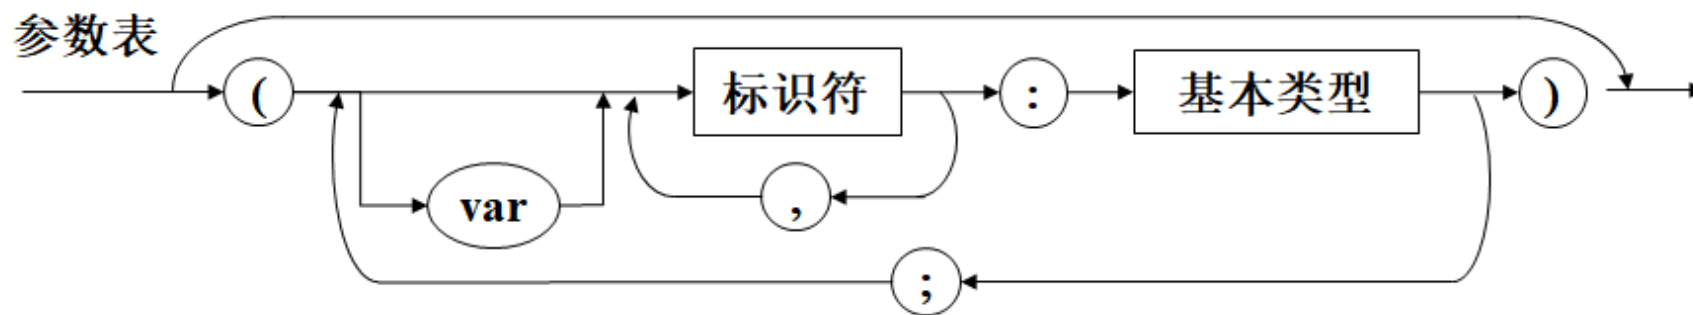 参数表
( 标识符 : 基本类型 )
var ,
;